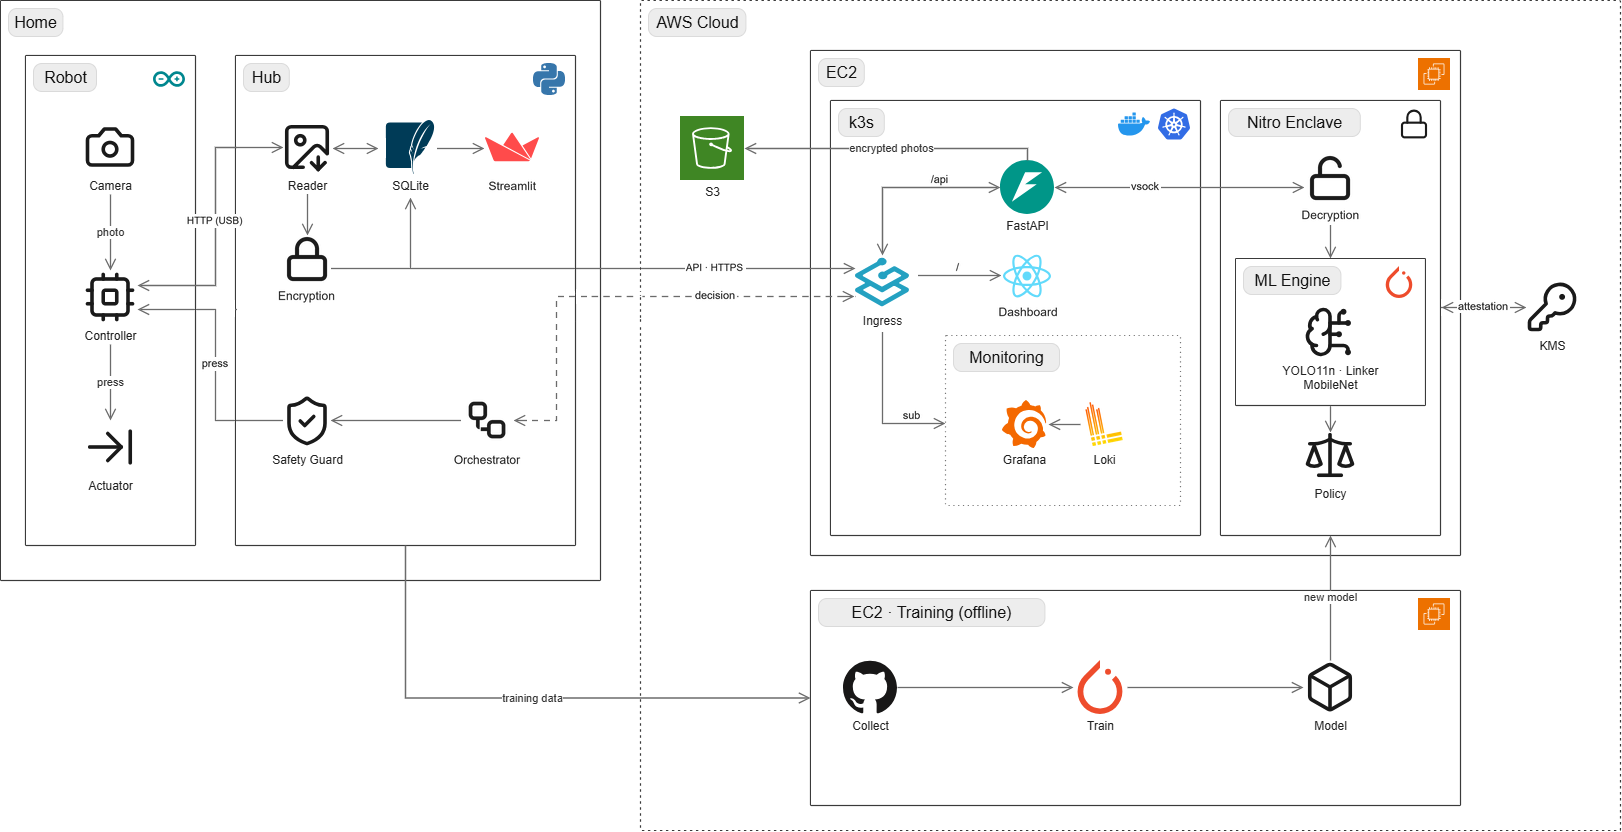 Home
AWS Cloud
Robot
Hub
EC2
k3s
Nitro Enclave
encrypted photos
Camera
Reader
SQLite
Streamlit
S3
/api
vsock
HTTP (USB)
FastAPI
Decryption
photo
API · HTTPS
/
ML Engine
Encryption
decision
Ingress
Dashboard
attestation
Controller
KMS
press
Monitoring
YOLO11n · Linker
MobileNet
press
sub
Safety Guard
Orchestrator
Grafana
Loki
Actuator
Policy
new model
EC2 · Training (offline)
training data
Collect
Train
Model